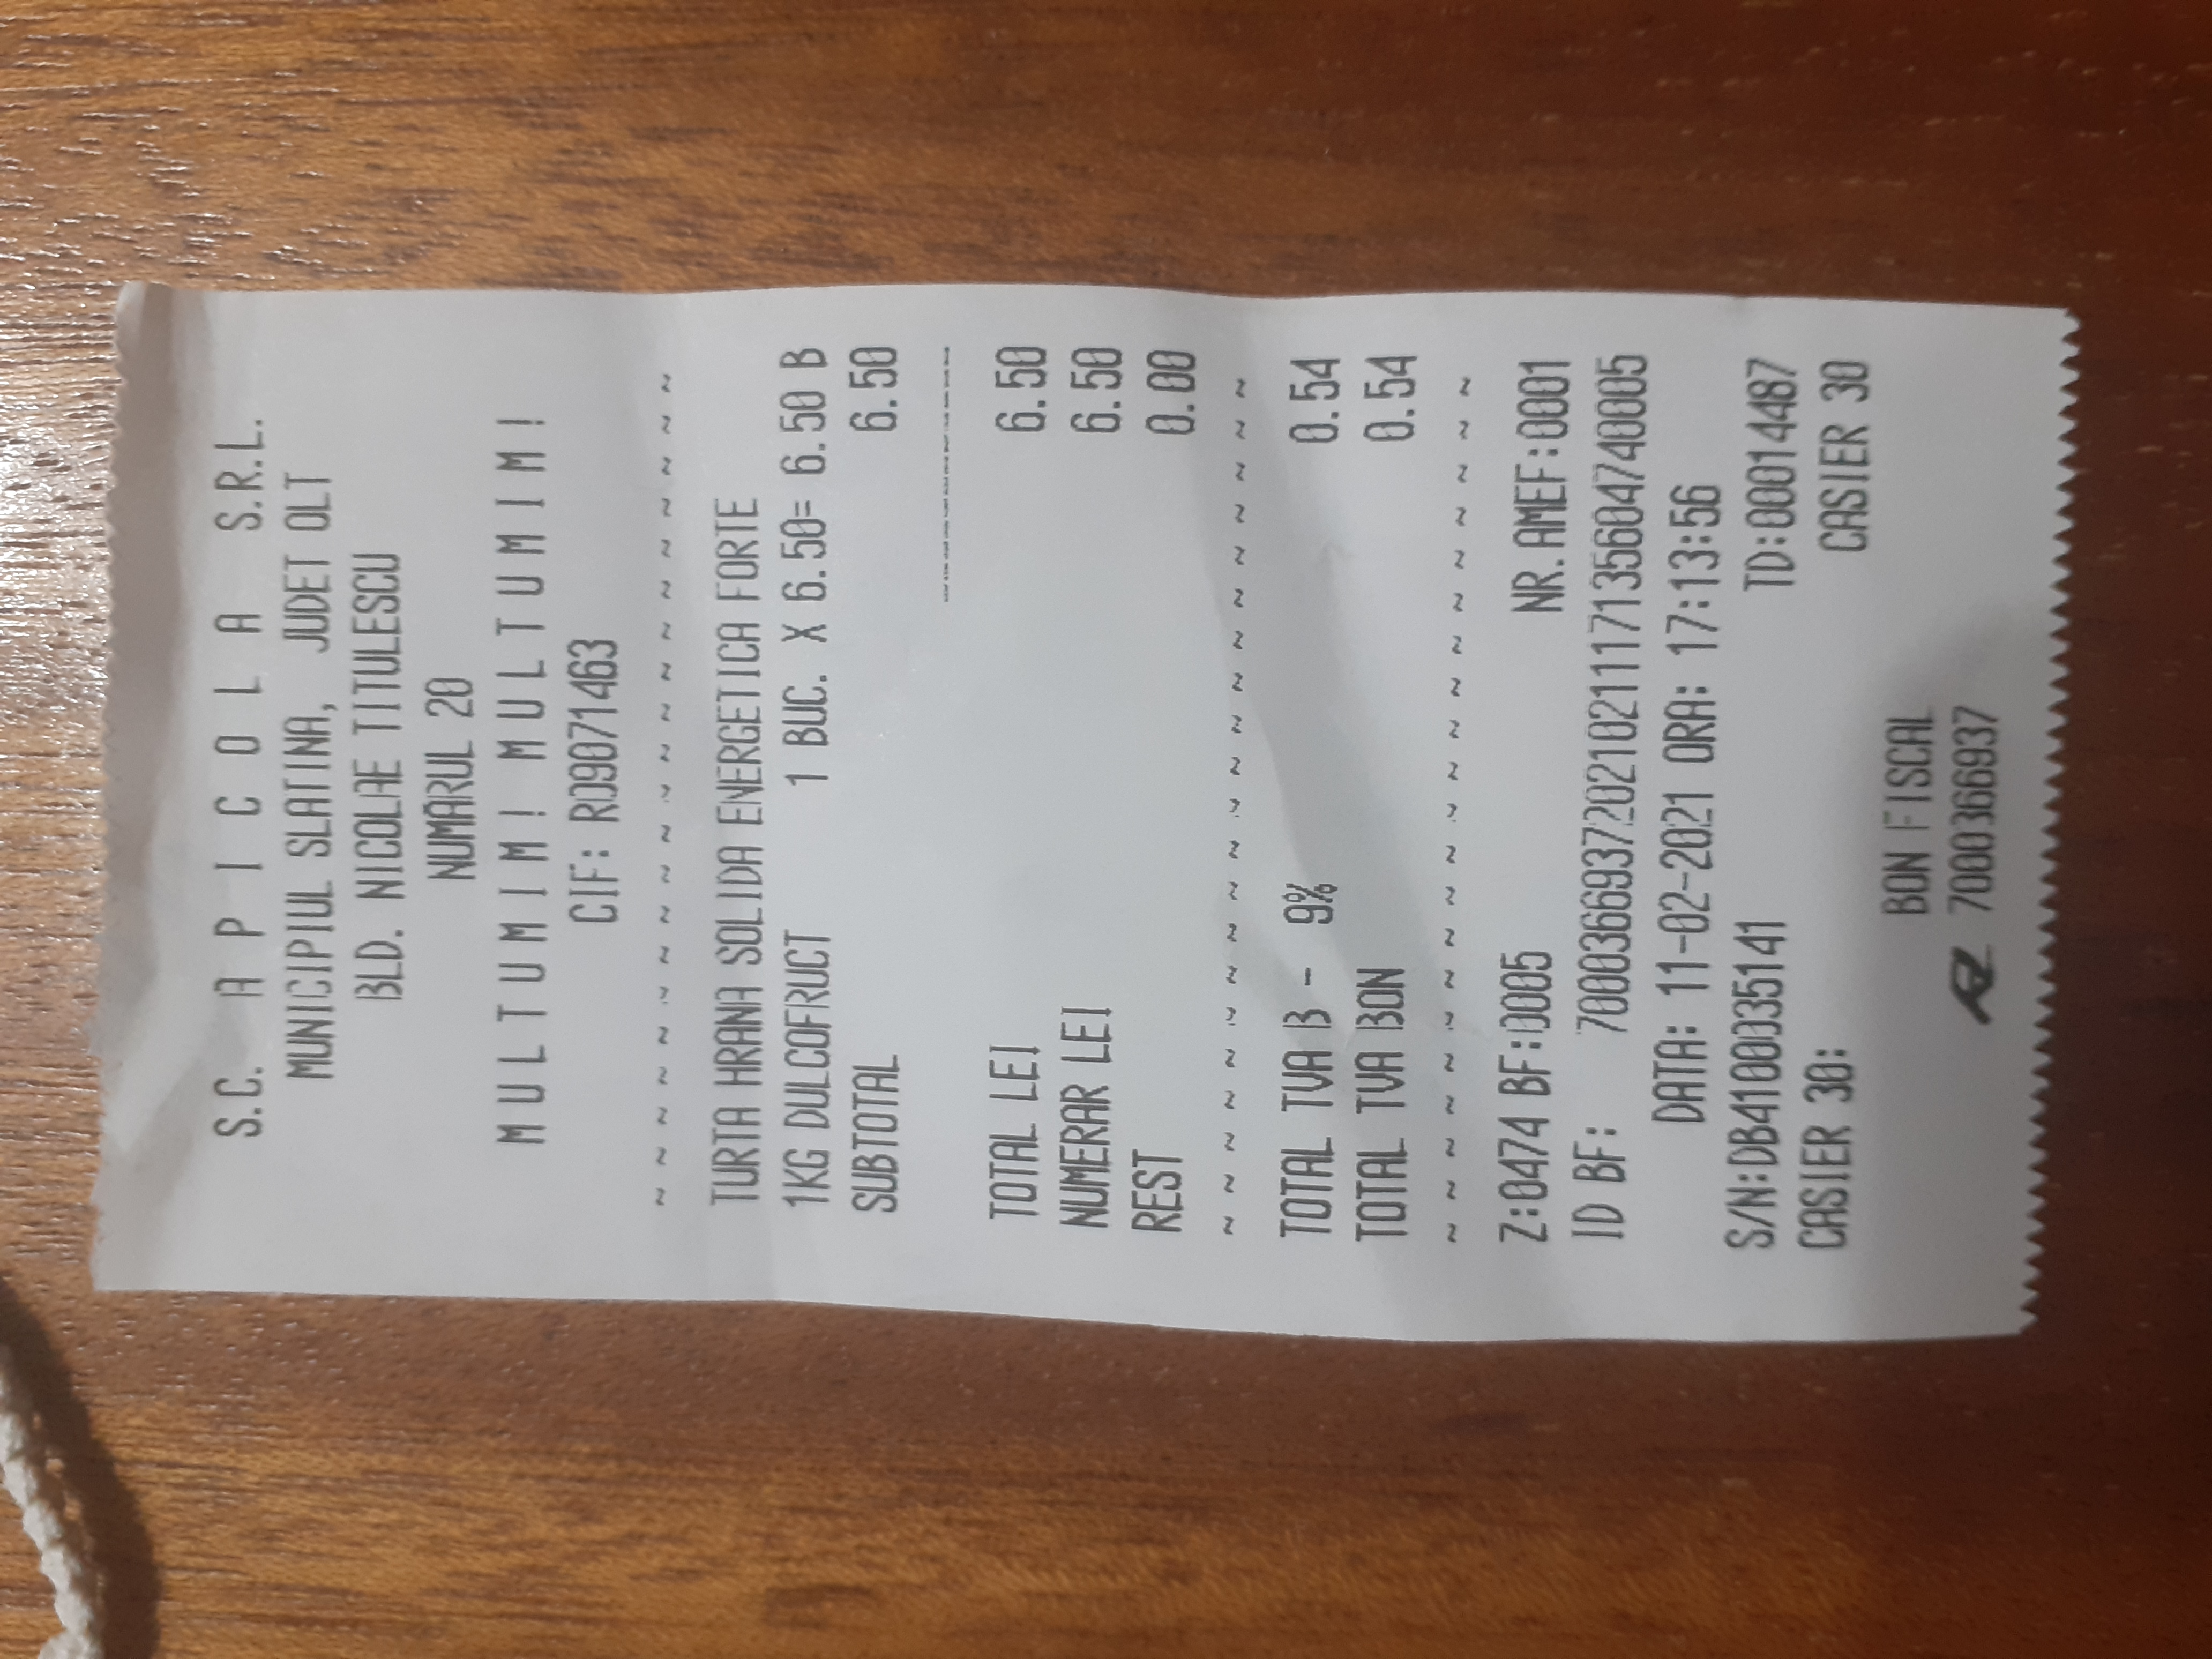 S.C. A P I C O L A S.R.L.
MUNICIPIUL SLATINA, JUDET OLT
BLD. NICOLAE TITULESCU
NUMARUL 20
M U L T U M I M ! M U L T U M I M !
CIF: RO9071463
~ ~ ~ ~ ~ ~ ~ ~ ~ ~ ~ ~ ~ ~ ~ ~ ~ ~ ~ ~ ~
TURTA HRANA SOLIDA ENERGETICA FORTE
1KG DULCOFRUCT 1 BUC. X 6.50= 6.50 B
SUBTOTAL 6.50
------------
TOTAL LEI 6.50
NUMERAR LEI 6.50
REST 0.00
~ ~ ~ ~ ~ ~ ~ ~ ~ ~ ~ ~ ~ ~ ~ ~ ~ ~ ~ ~ ~
TOTAL TVA B - 9% 0.54
TOTAL TVA BON 0.54
~ ~ ~ ~ ~ ~ ~ ~ ~ ~ ~ ~ ~ ~ ~ ~ ~ ~ ~ ~ ~
Z:0474 BF:0005 NR.AMEF:0001
ID BF: 70003669372021021117135604740005
DATA: 11-02-2021 ORA: 17:13:56
S/N:DB4100035141 TD:00014487
CASIER 30: CASIER 30
BON FISCAL
7000366937